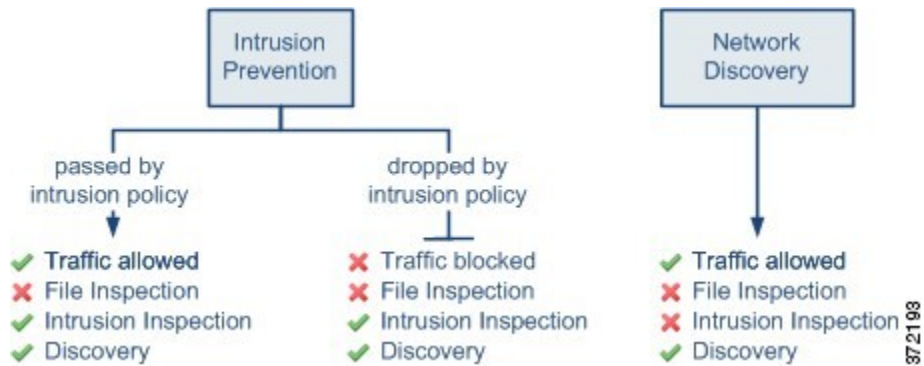 Intrusion
Prevention
Network
Discovery
passed by
intrusion policy
dropped by
intrusion policy
Traffic allowed
File Inspection
Intrusion Inspection
Discovery
Traffic blocked
File Inspection
Intrusion Inspection
Discovery
Traffic allowed
File Inspection
Intrusion Inspection
Discovery
372193